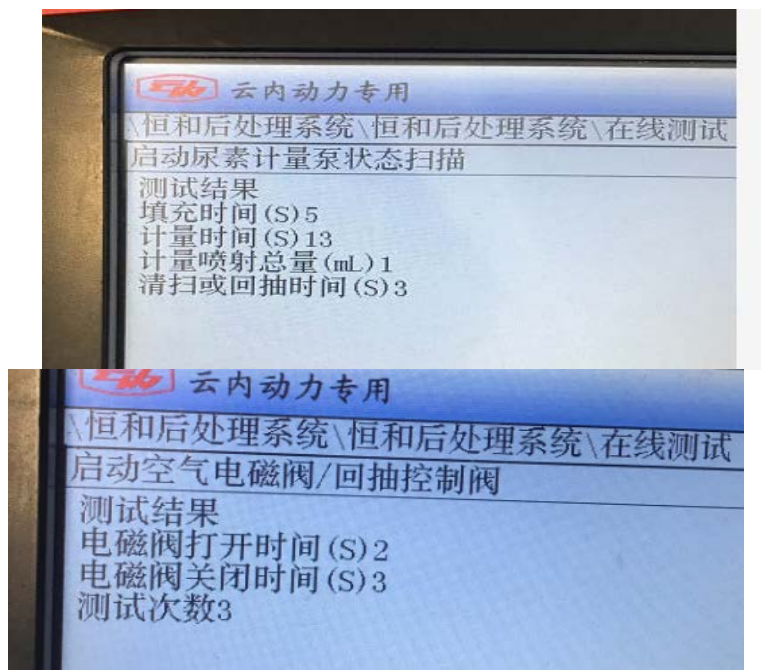 云内动力专用
\恒和后处理系统\恒和后处理系统\在线测试
启动尿素计量泵状态扫描
测试结果
填充时间(S)5
计量时间(S)13
计量喷射总量(mL)1
清扫或回抽时间(S)3
云内动力专用
\恒和后处理系统\恒和后处理系统\在线测试
启动空气电磁阀/回抽控制阀
测试结果
电磁阀打开时间(S)2
电磁阀关闭时间(S)3
测试次数3